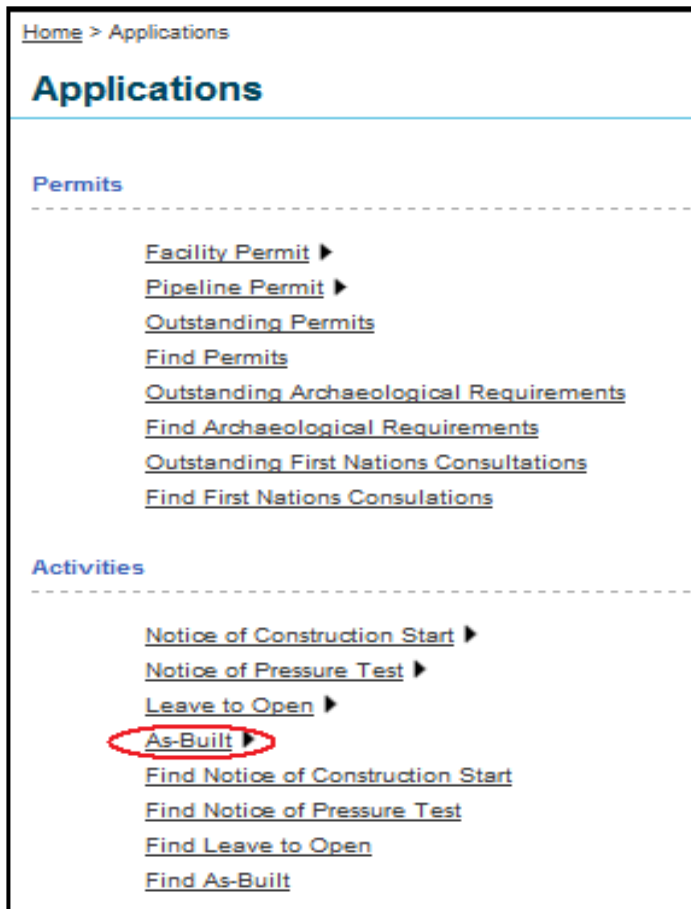 Home > Applications
Applications
Permits
Facility Permit ▶
Pipeline Permit ▶
Outstanding Permits
Find Permits
Outstanding Archaeological Requirements
Find Archaeological Requirements
Outstanding First Nations Consultations
Find First Nations Consulations
Activities
Notice of Construction Start ▶
Notice of Pressure Test ▶
Leave to Open ▶
As-Built ▶
Find Notice of Construction Start
Find Notice of Pressure Test
Find Leave to Open
Find As-Built